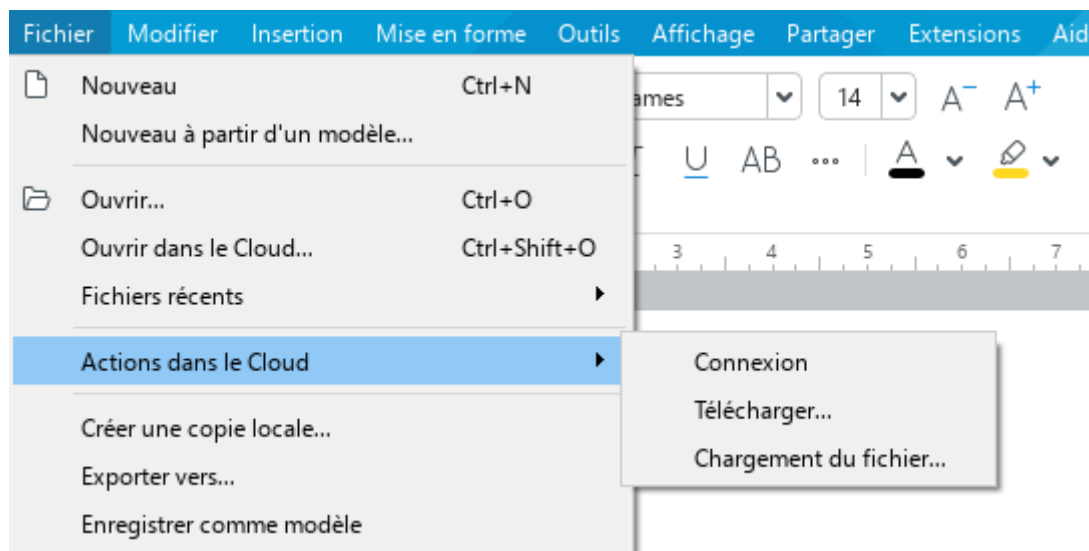 Fichier Modifier Insertion Mise en forme Outils Affichage Partager Extensions
Nouveau Ctrl+N
Nouveau à partir d'un modèle...
Ouvrir... Ctrl+O
Ouvrir dans le Cloud... Ctrl+Shift+O
Fichiers récents
Actions dans le Cloud
Créer une copie locale...
Exporter vers...
Enregistrer comme modèle
Connexion
Télécharger...
Chargement du fichier...
14 A- A+
U AB A
3 4 5 6 7